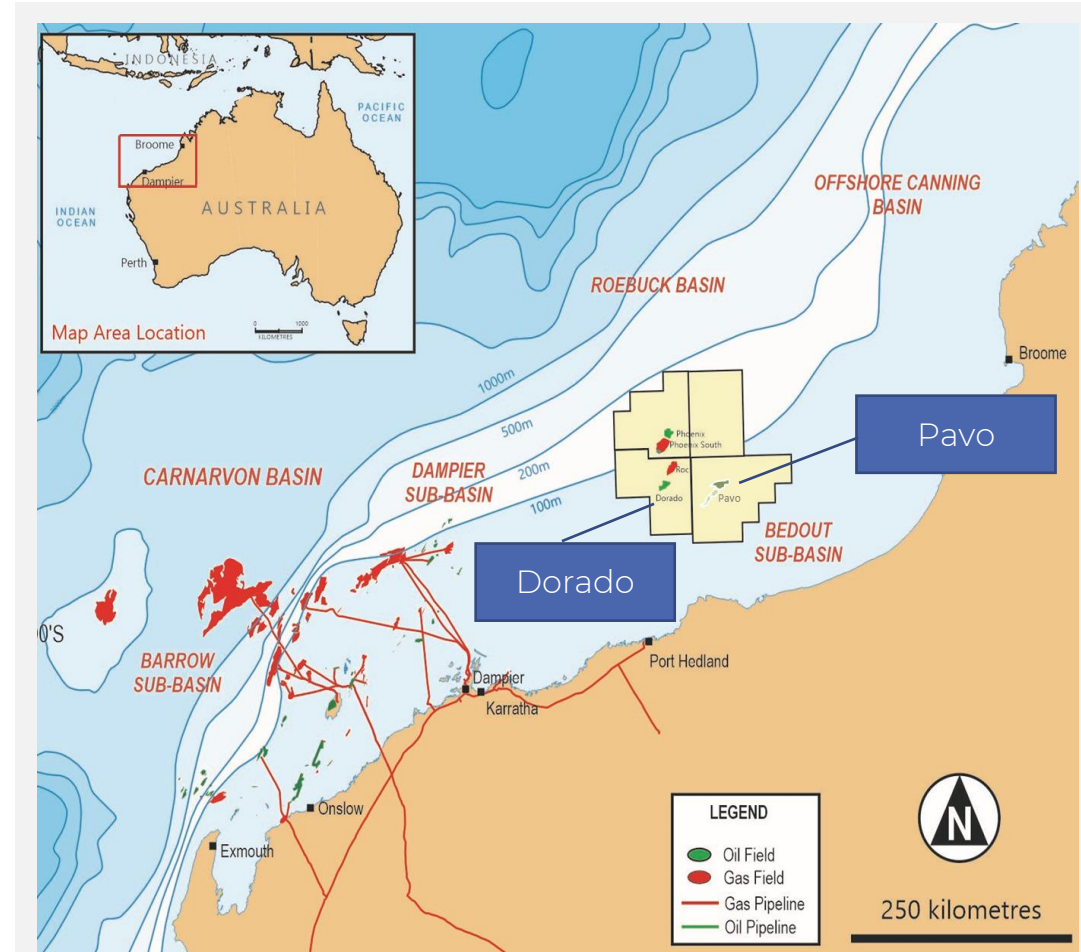 INDONESIA
PACIFIC
OCEAN
Broome
Dampier
INDIAN
OCEAN
AUSTRALIA
Perth
0
1000
KILOMETRES
Map Area Location
OFFSHORE CANNING
BASIN
ROEBUCK BASIN
Broome
1000m
500m
200m
100m
Phoenix
Phoenix South
Roc
Dorado
Pavo
Pavo
CARNARVON BASIN
DAMPIER
SUB-BASIN
BEDOUT
SUB-BASIN
Dorado
0'S
BARROW
SUB-BASIN
Port Hedland
Dampier
Karratha
Onslow
Exmouth
LEGEND
Oil Field
Gas Field
Gas Pipeline
Oil Pipeline
N
250 kilometres